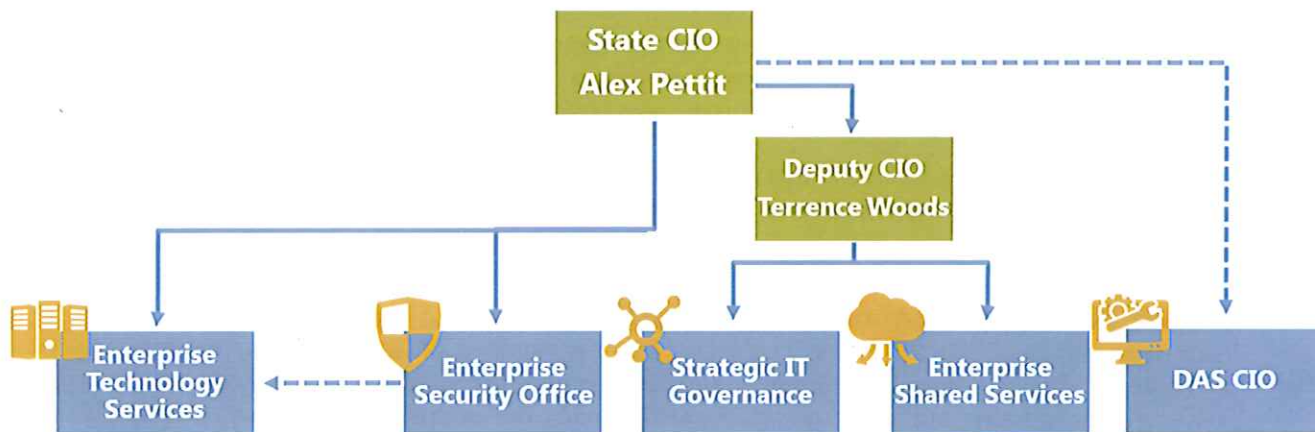 State CIO
Alex Pettit
Deputy CIO
Terrence Woods
Enterprise
Technology
Services
Enterprise
Security Office
Strategic IT
Governance
Enterprise
Shared Services
DAS CIO